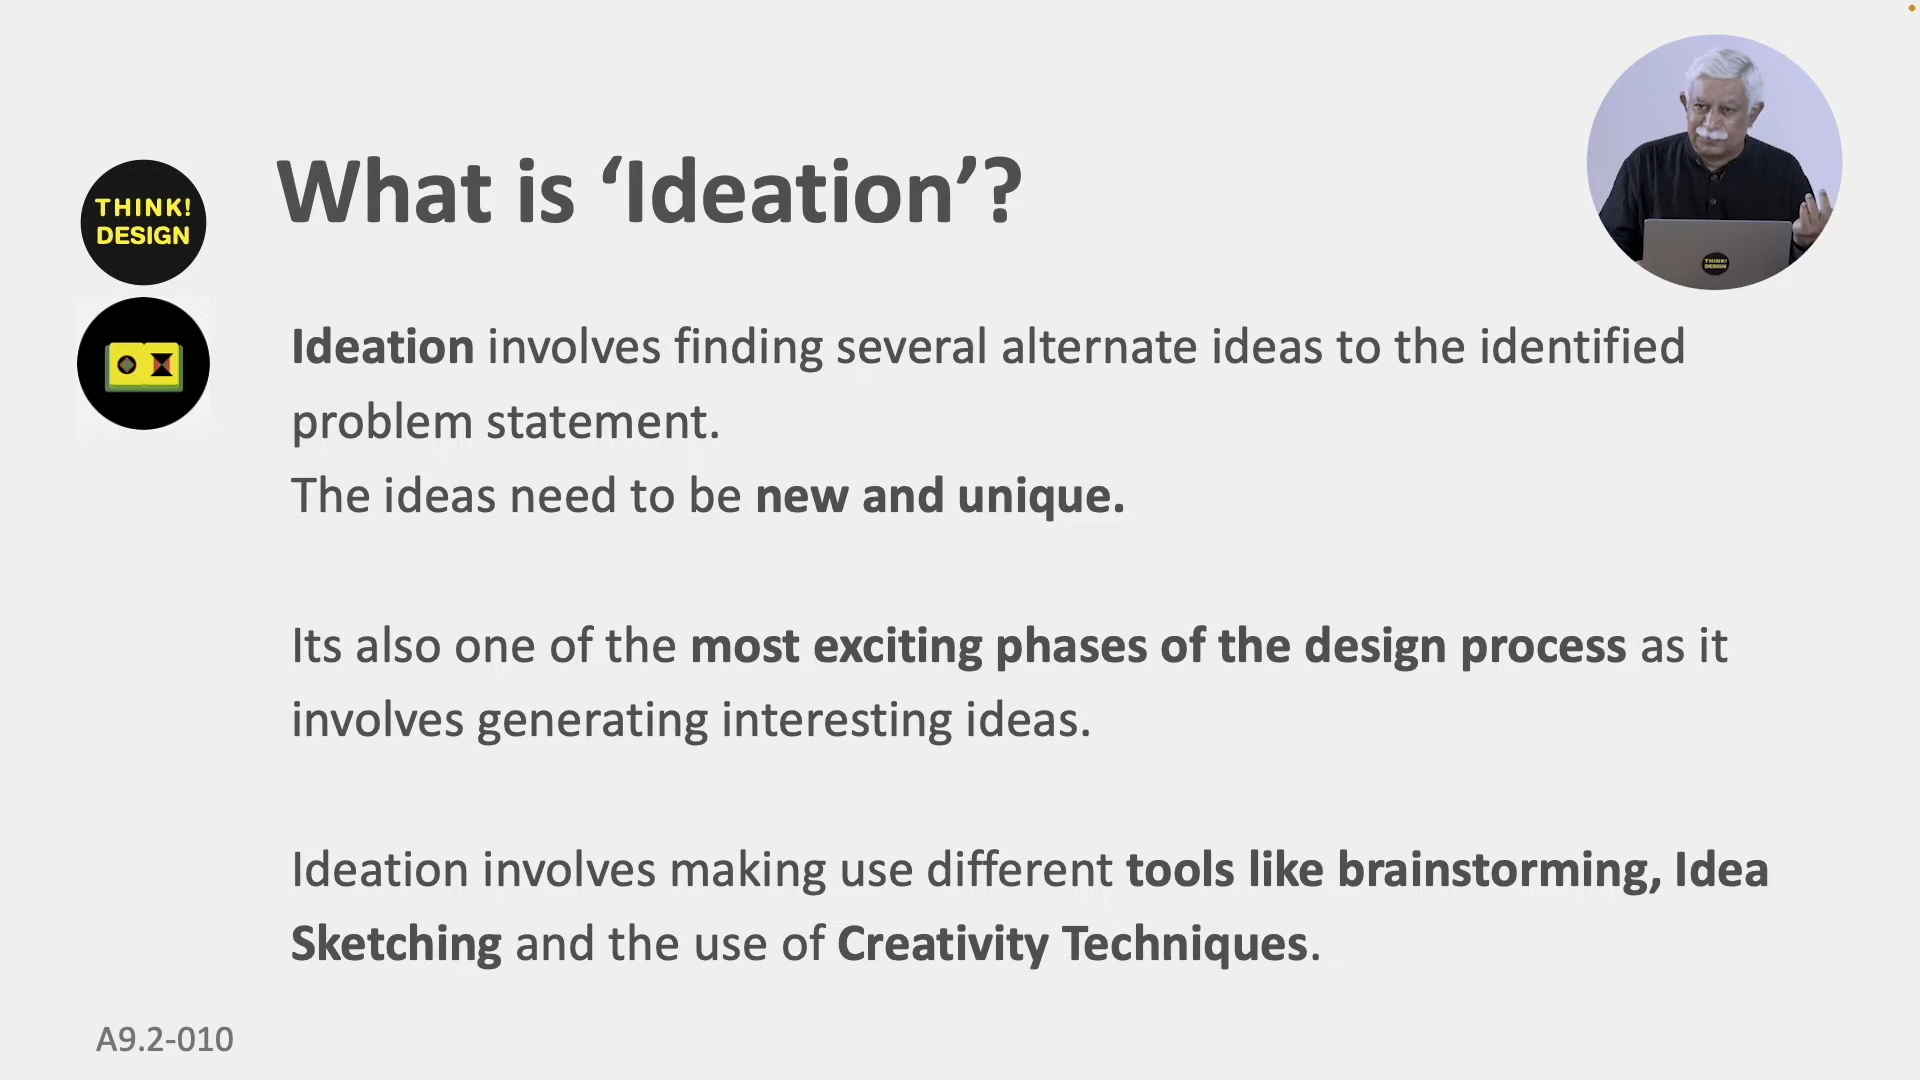 What is ‘Ideation’?
THINK!
DESIGN
Ideation involves finding several alternate ideas to the identified
problem statement.
The ideas need to be new and unique.
Its also one of the most exciting phases of the design process as it
involves generating interesting ideas.
Ideation involves making use different tools like brainstorming, Idea
Sketching and the use of Creativity Techniques.
A9.2-010
THINK!
DESIGN